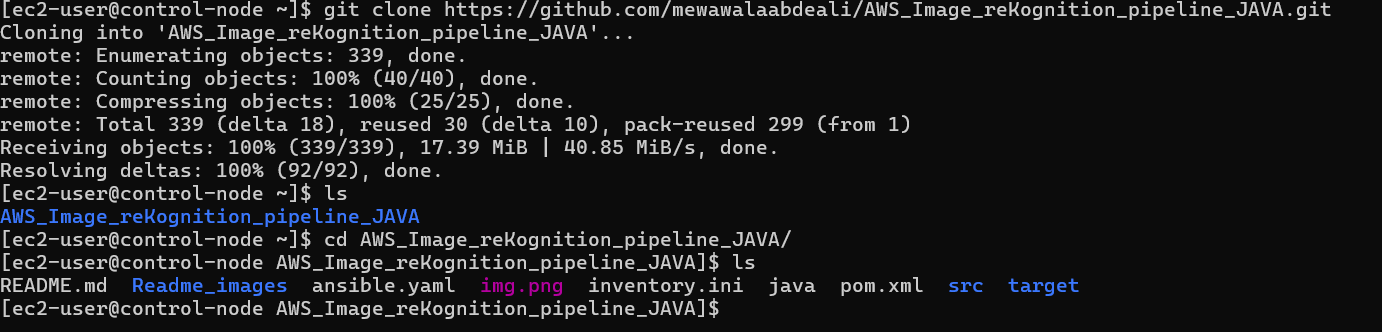 [ec2-user@control-node ~]$ git clone https://github.com/mewawalaabdeali/AWS_Image_reKognition_pipeline_JAVA.git
Cloning into 'AWS_Image_reKognition_pipeline_JAVA'...
remote: Enumerating objects: 339, done.
remote: Counting objects: 100% (40/40), done.
remote: Compressing objects: 100% (25/25), done.
remote: Total 339 (delta 18), reused 30 (delta 10), pack-reused 299 (from 1)
Receiving objects: 100% (339/339), 17.39 MiB | 40.85 MiB/s, done.
Resolving deltas: 100% (92/92), done.
[ec2-user@control-node ~]$ ls
AWS_Image_reKognition_pipeline_JAVA
[ec2-user@control-node ~]$ cd AWS_Image_reKognition_pipeline_JAVA/
[ec2-user@control-node AWS_Image_reKognition_pipeline_JAVA]$ ls
README.md  Readme_images  ansible.yaml  img.png  inventory.ini  java  pom.xml  src  target
[ec2-user@control-node AWS_Image_reKognition_pipeline_JAVA]$